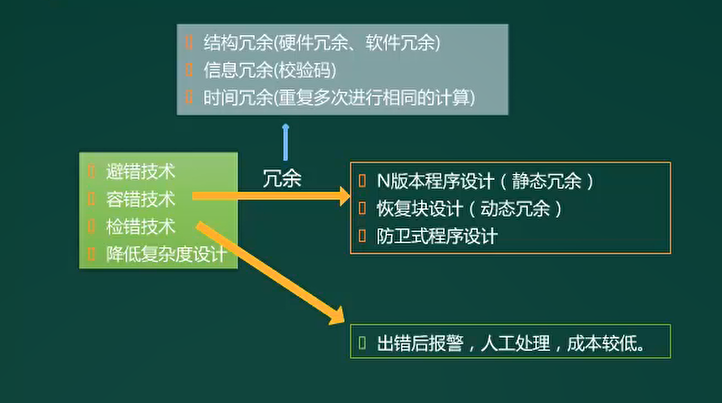 结构冗余(硬件冗余、软件冗余)
信息冗余(校验码)
时间冗余(重复多次进行相同的计算)
避错技术
容错技术
检错技术
降低复杂度设计
冗余
N版本程序设计（静态冗余）
恢复块设计（动态冗余）
防卫式程序设计
出错后报警，人工处理，成本较低。